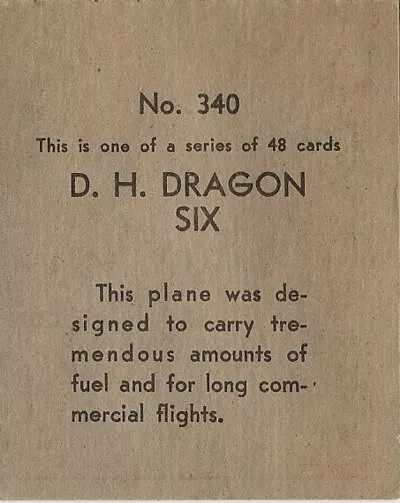 No. 340
This is one of a series of 48 cards
D. H. DRAGON
SIX
This plane was de-
signed to carry tre-
mendous amounts of
fuel and for long com-
mercial flights.